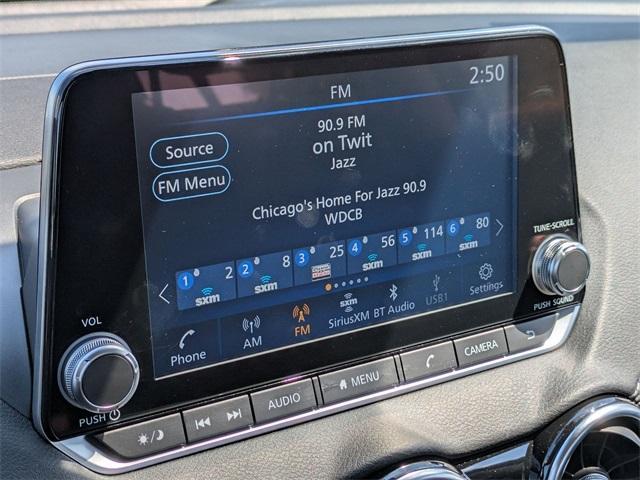 FM
2:50
90.9 FM
on Twit
Jazz
Source
FM Menu
Chicago's Home For Jazz 90.9
WDCB
1 2 2 8 3 25 4 56 5 114 6 80
sxm sxm sxm sxm sxm
Phone AM FM SiriusXM BT Audio USB1 Settings
sxm
TUNE·SCROLL
PUSH SOUND
VOL
PUSH
AUDIO MENU CAMERA